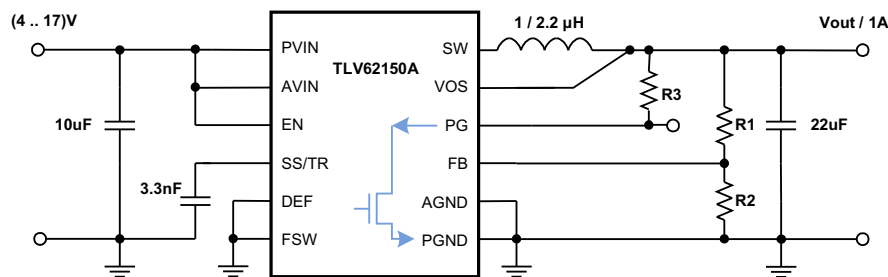 (4 .. 17)V
1 / 2.2 µH
Vout / 1A
TLV62150A
PVIN
AVIN
EN
SS/TR
DEF
FSW
SW
VOS
PG
FB
AGND
PGND
10uF
3.3nF
R3
R1
R2
22uF